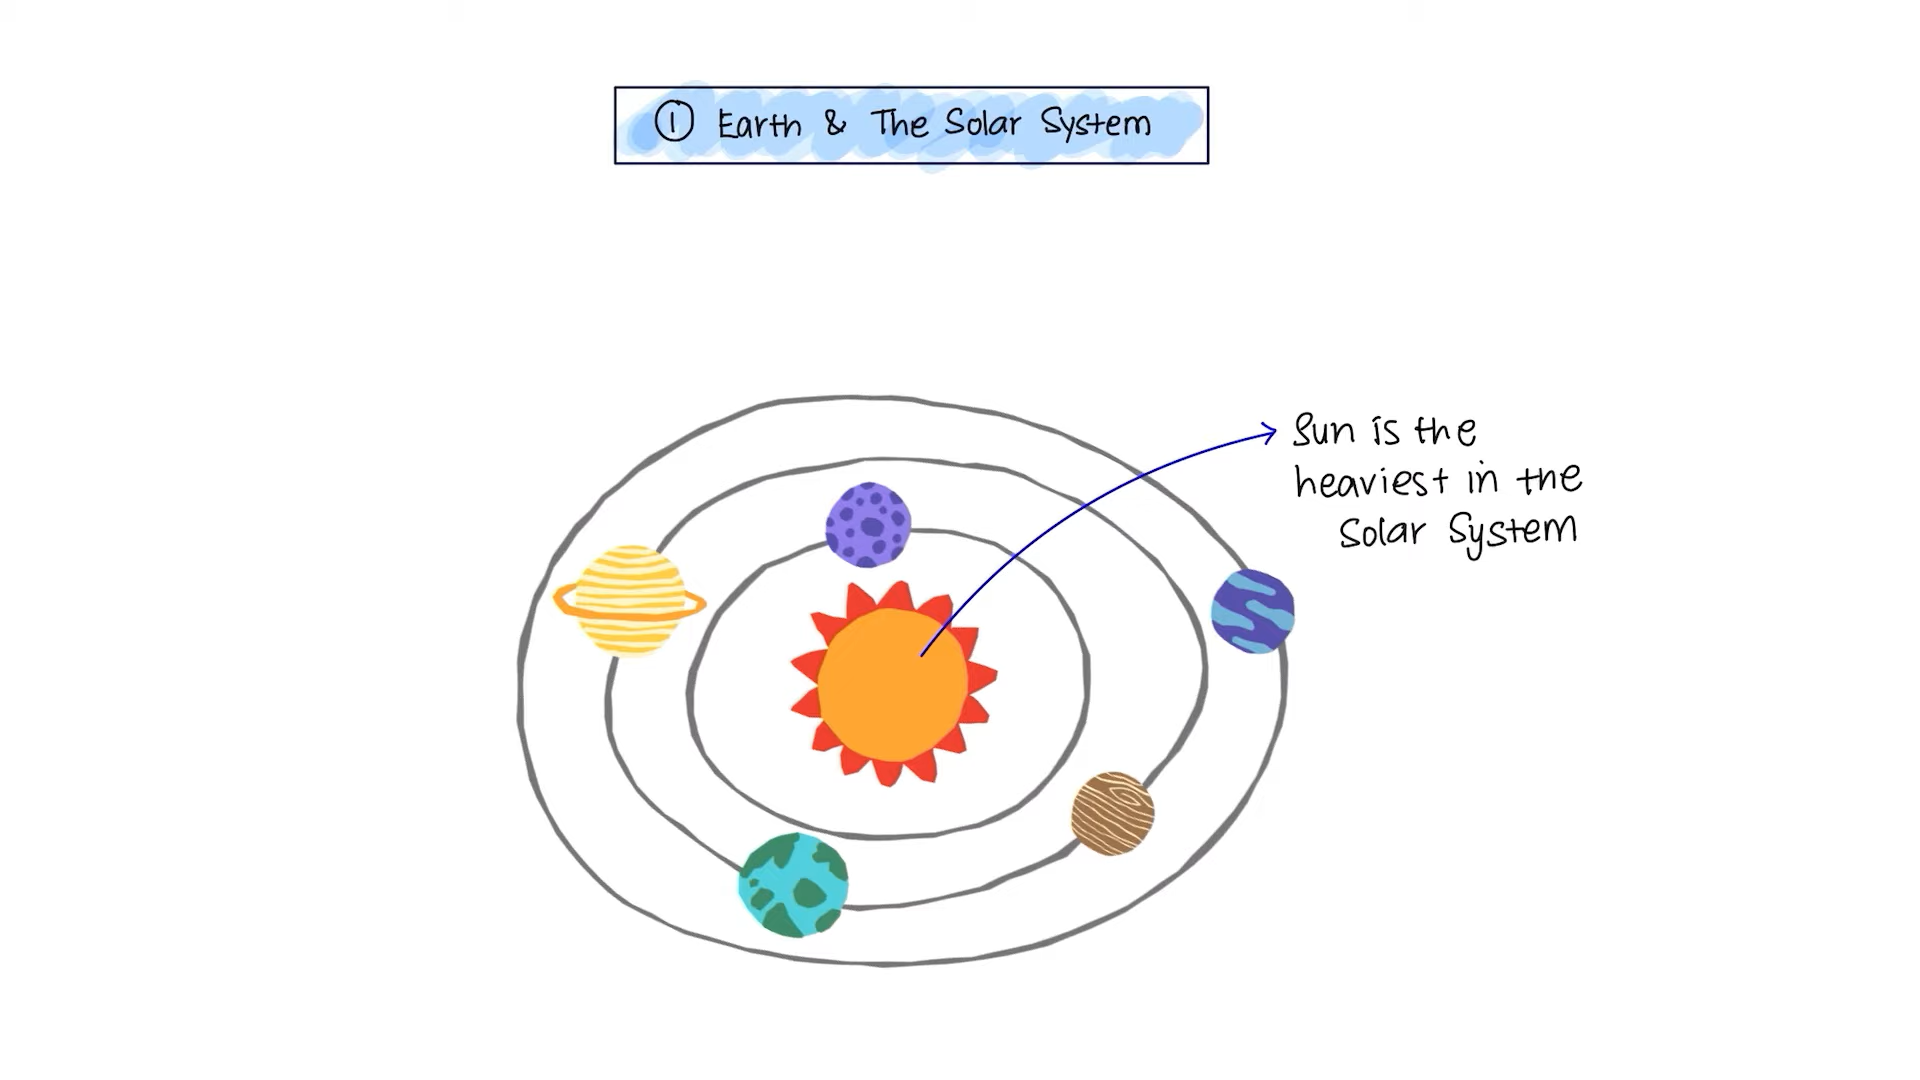 ① Earth & The Solar System
Sun is the
heaviest in the
Solar System